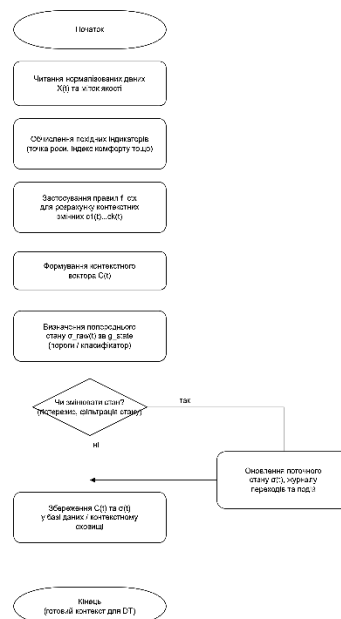 Початок
Читання нормалізованих даних
X(t) та міток якості
Обчислення похідних індикаторів
(точка роси, індекс комфорту тощо)
Застосування правил f_ctx
для розрахунку контекстних
змінних c1(t)...ck(t)
Формування контекстного
вектора C(t)
Визначення попереднього
стану σ_raw(t) за g_state
(пороги / класифікатор)
Чи змінювати стан?
(гістерезис, фільтрація стану)
так
ні
Оновлення поточного
стану σ(t), журналу
переходів та подій
Збереження C(t) та σ(t)
у базі даних / контекстному
сховищі
Кінець
(готовий контекст для DT)